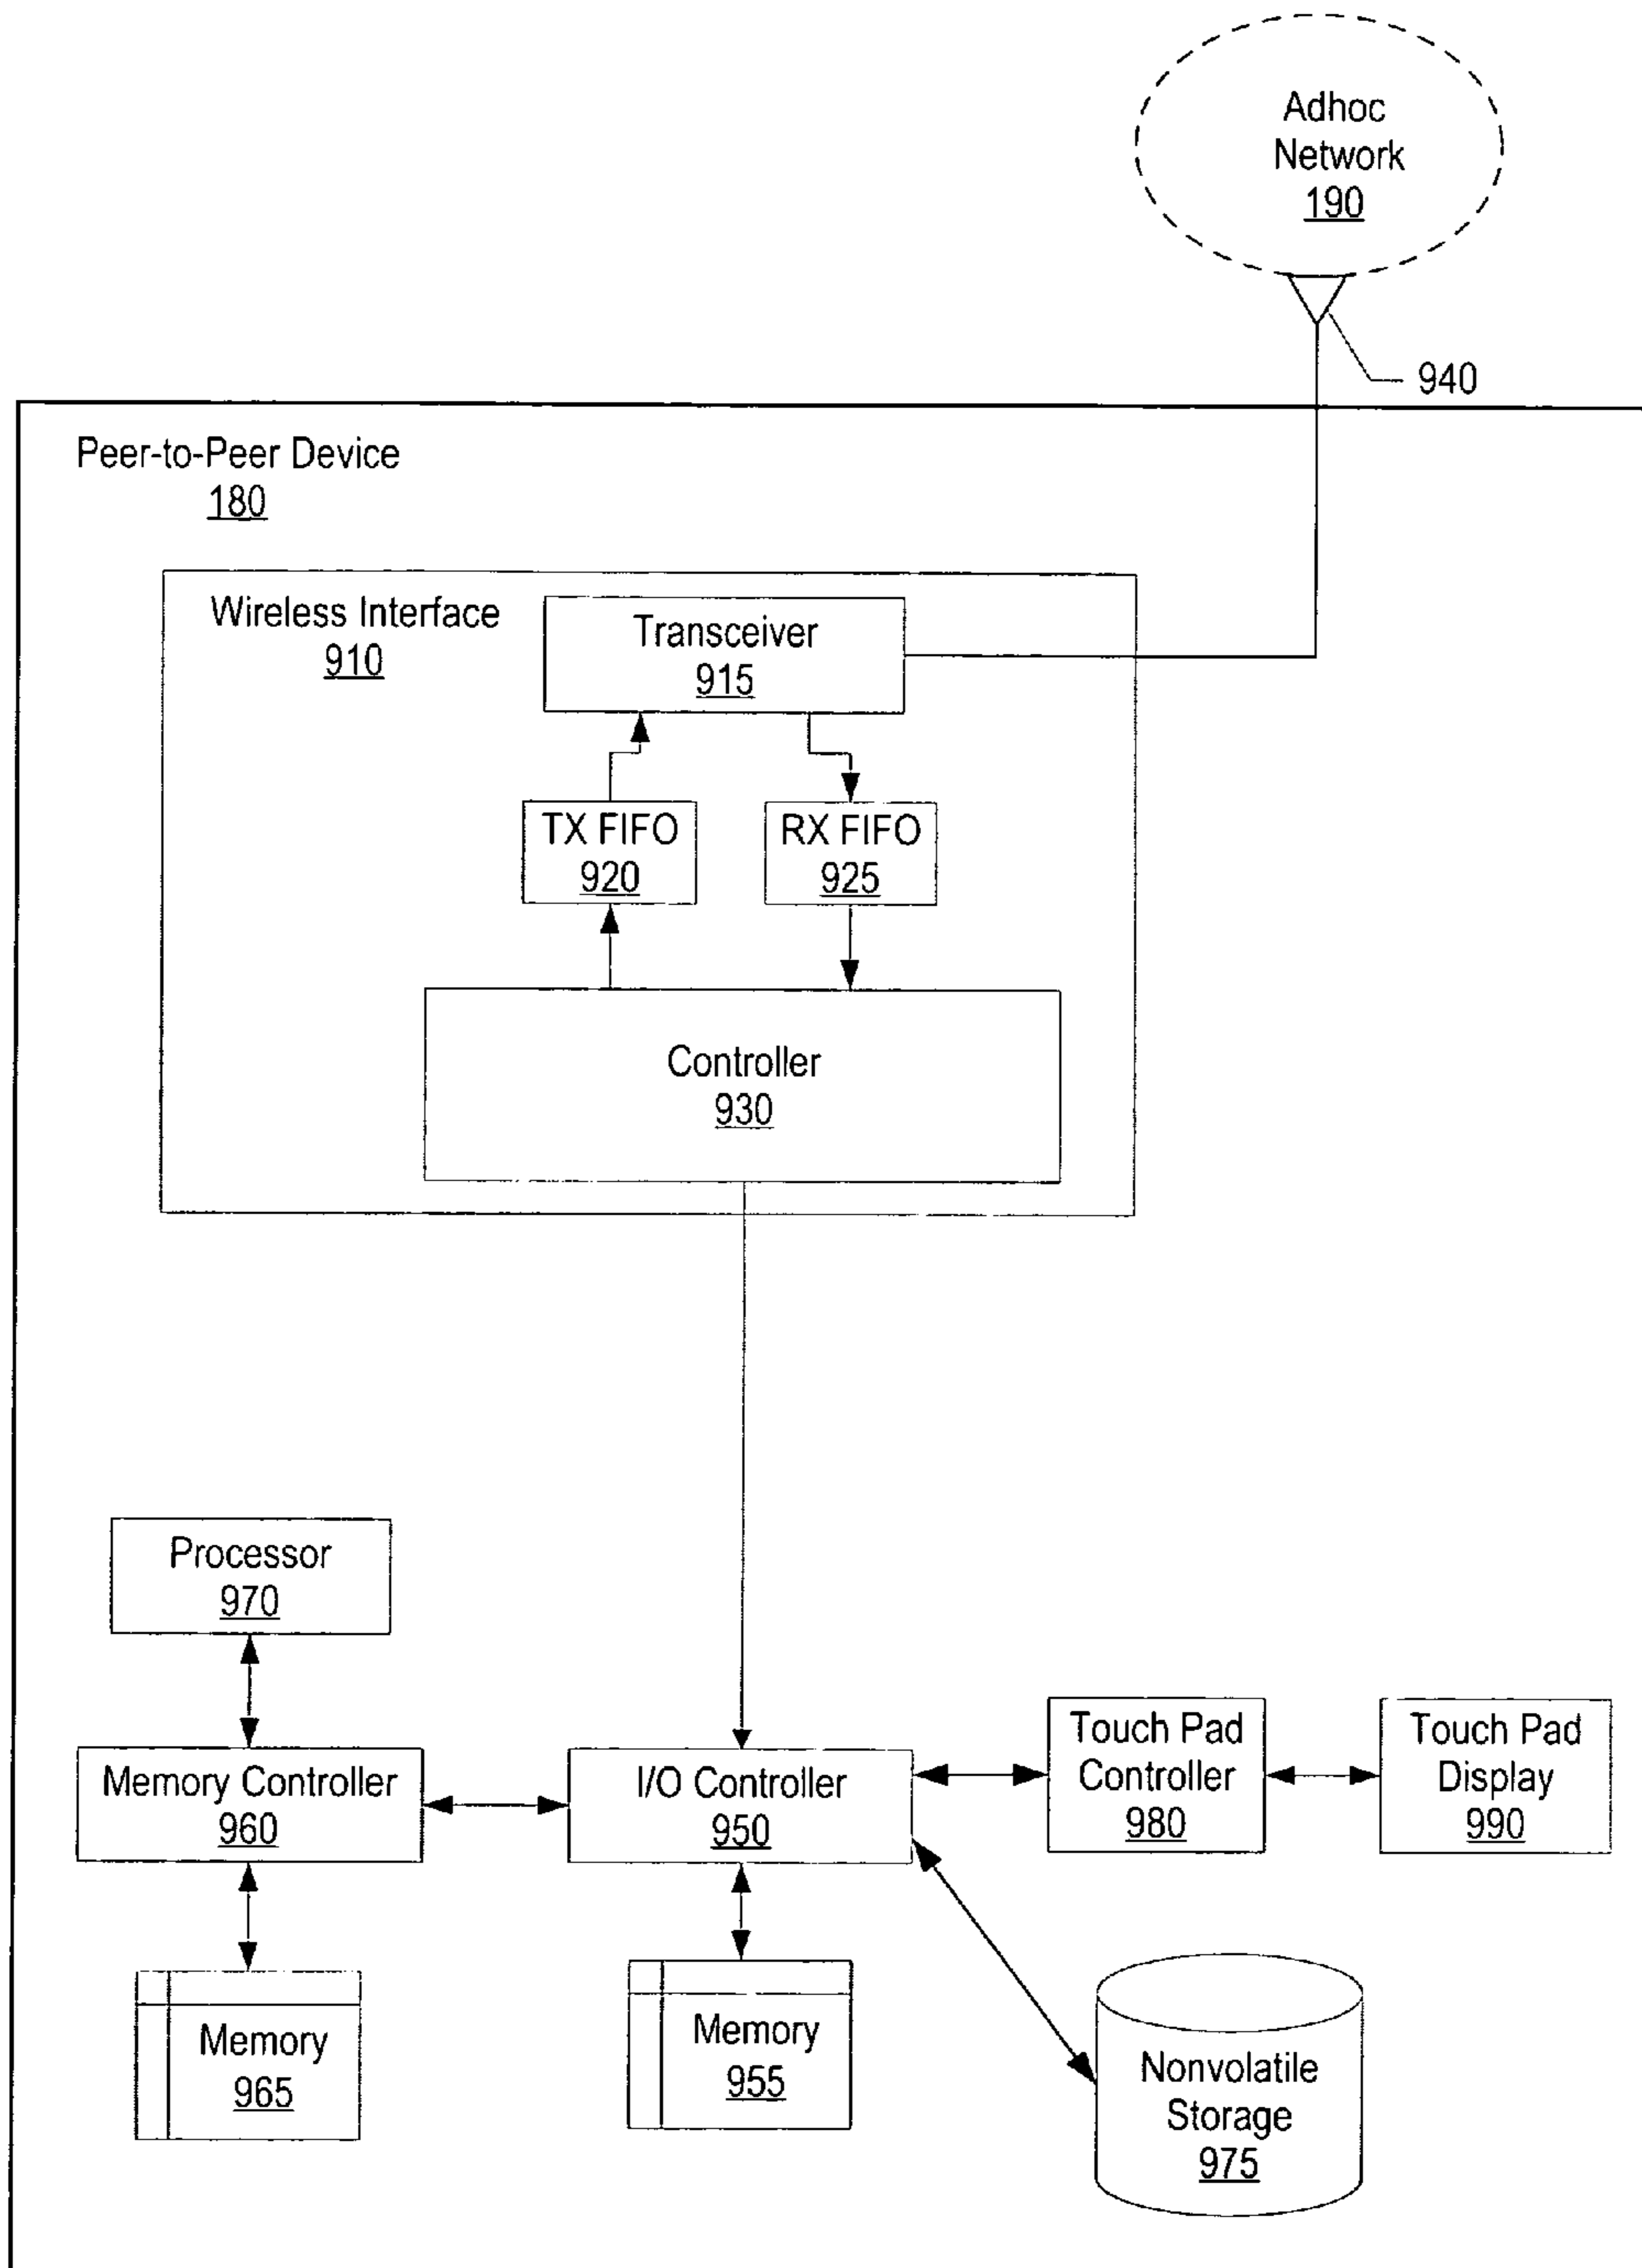 Adhoc
Network
190
940
Peer-to-Peer Device
180
Wireless Interface
910
Transceiver
915
TX FIFO
920
RX FIFO
925
Controller
930
Processor
970
Memory Controller
960
I/O Controller
950
Touch Pad
Controller
980
Touch Pad
Display
990
Memory
965
Memory
955
Nonvolatile
Storage
975